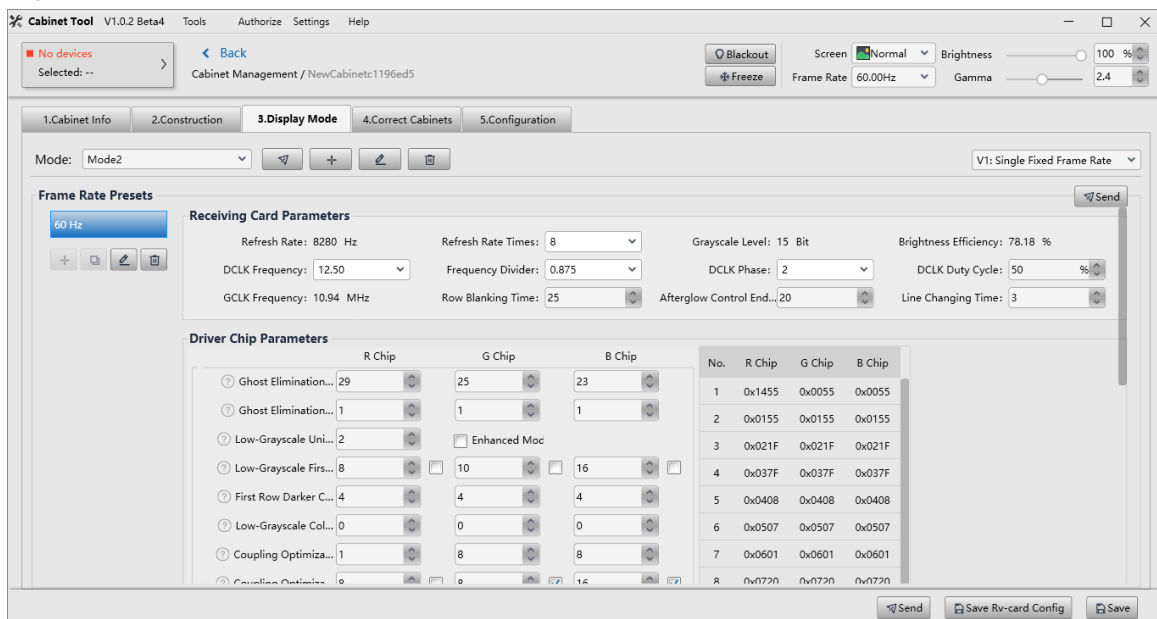 Cabinet Tool V1.0.2 Beta4 Tools Authorize Settings Help
No devices
Selected: --
Back
Cabinet Management / NewCabinetc1196ed5
Blackout Screen Normal Brightness 100 %
Freeze Frame Rate 60.00Hz Gamma 2.4
1.Cabinet Info 2.Construction 3.Display Mode 4.Correct Cabinets 5.Configuration
Mode: Mode2 V1: Single Fixed Frame Rate
Frame Rate Presets
Send
60 Hz
Receiving Card Parameters
Refresh Rate: 8280 Hz Refresh Rate Times: 8 Grayscale Level: 15 Bit Brightness Efficiency: 78.18 %
DCLK Frequency: 12.50 Frequency Divider: 0.875 DCLK Phase: 2 DCLK Duty Cycle: 50 %
GCLK Frequency: 10.94 MHz Row Blanking Time: 25 Afterglow Control End... 20 Line Changing Time: 3
Driver Chip Parameters
R Chip G Chip B Chip
Ghost Elimination... 29 25 23
Ghost Elimination... 1 1 1
Low-Grayscale Uni... 2 Enhanced Mod
Low-Grayscale Firs... 8 10 16
First Row Darker C... 4 4 4
Low-Grayscale Col... 0 0 0
Coupling Optimiza... 1 8 8
Coupling Optimiza... 8 8 16
No. R Chip G Chip B Chip
1 0x1455 0x0055 0x0055
2 0x0155 0x0155 0x0155
3 0x021F 0x021F 0x021F
4 0x037F 0x037F 0x037F
5 0x0408 0x0408 0x0408
6 0x0507 0x0507 0x0507
7 0x0601 0x0601 0x0601
8 0x0720 0x0720 0x0720
Send Save Rv-card Config Save